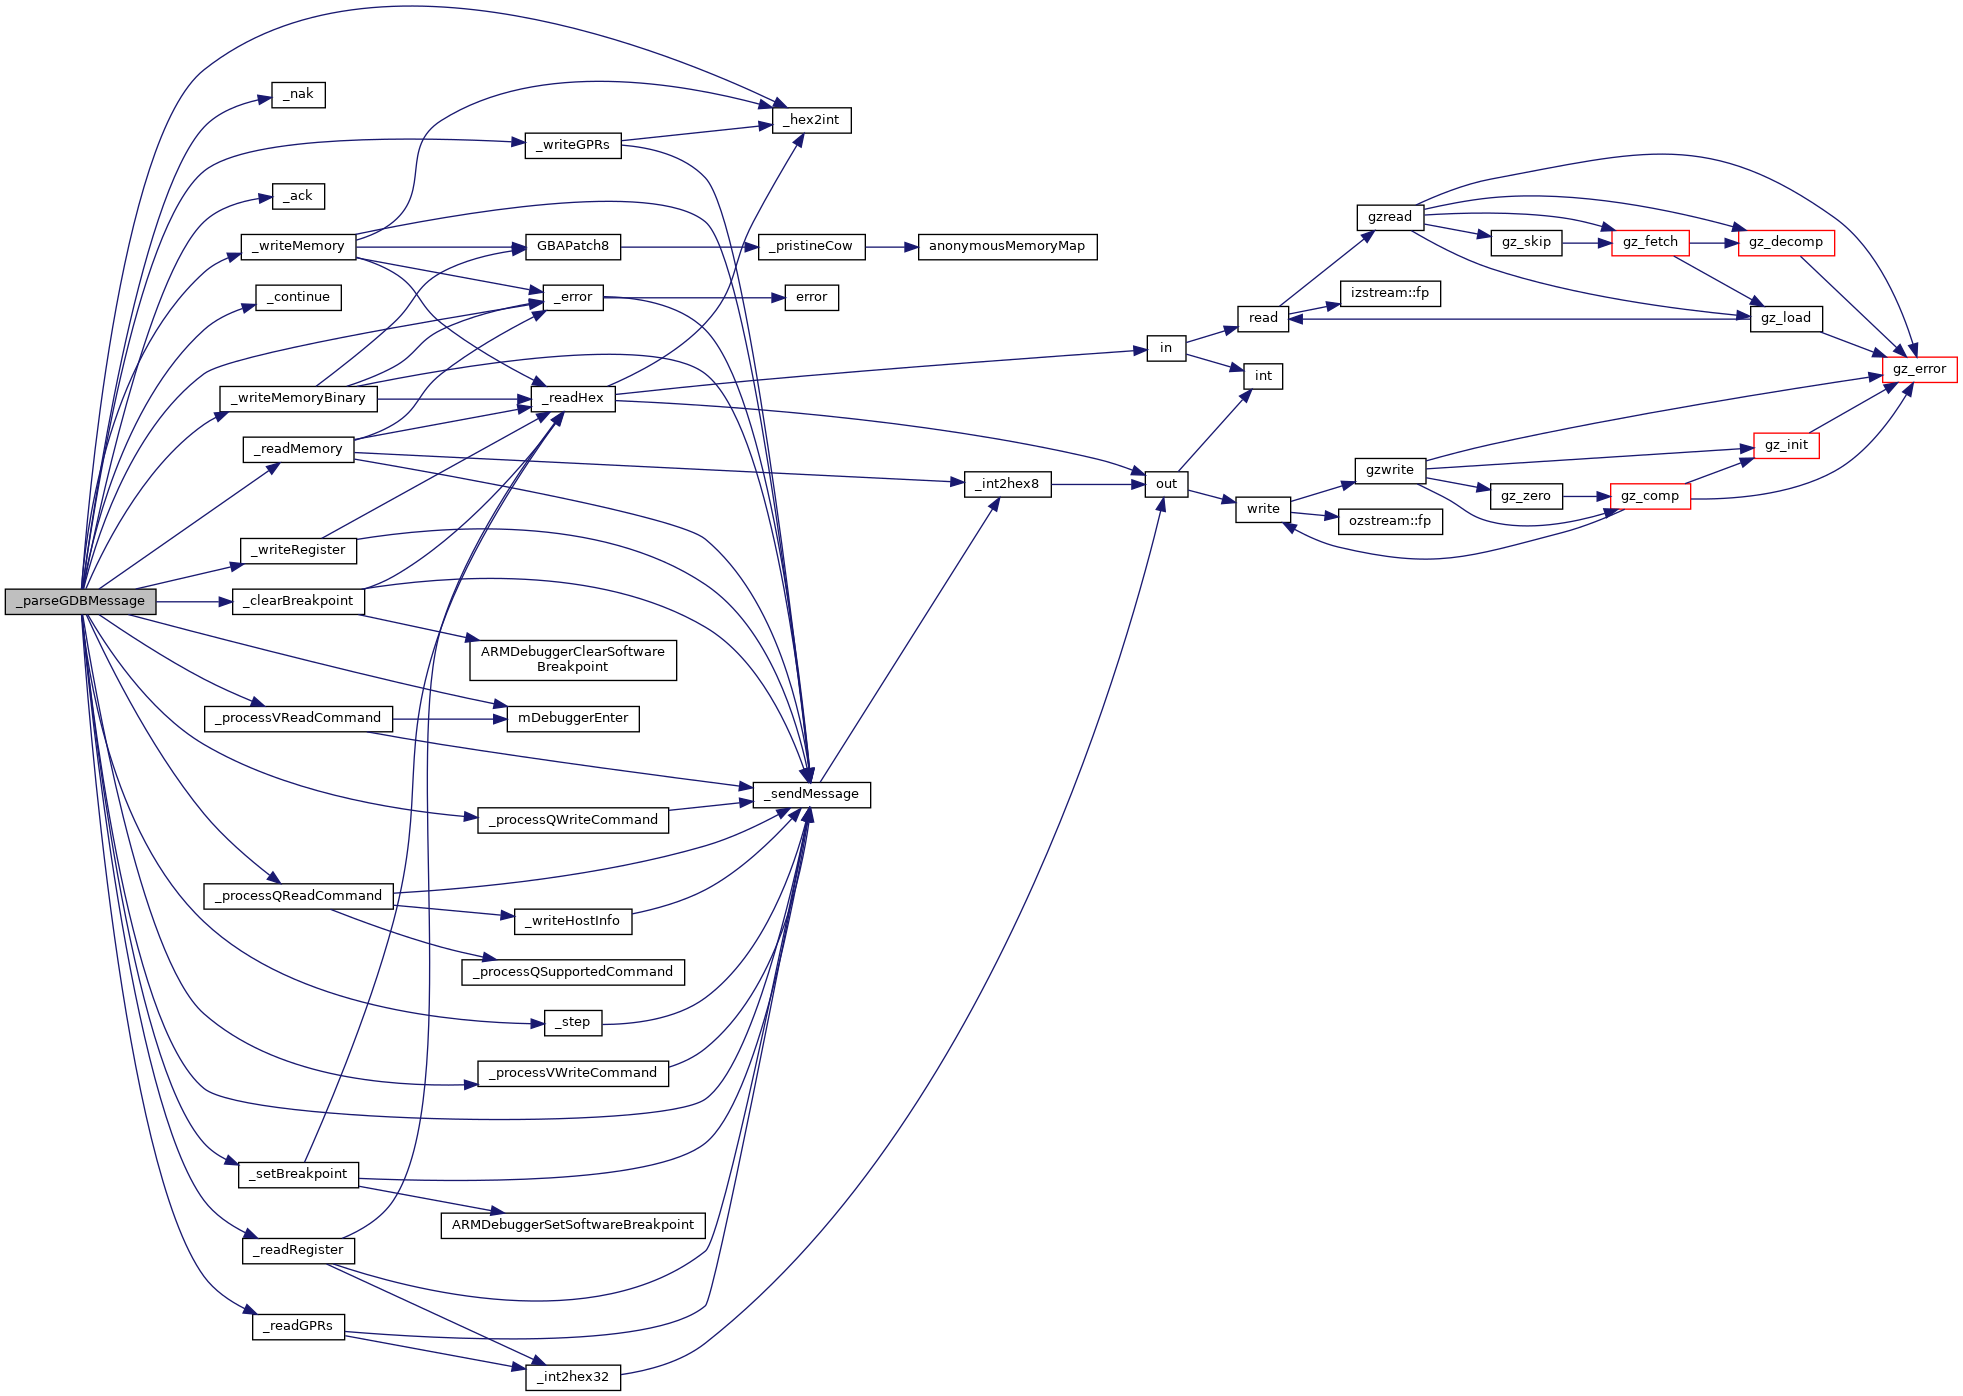 _parseGDBMessage
_nak
_ack
_writeMemory
_continue
_writeMemoryBinary
_readMemory
_writeRegister
_clearBreakpoint
_processVReadCommand
_processQReadCommand
_setBreakpoint
_readRegister
_readGPRs
_writeGPRs
GBAPatch8
_error
_readHex
ARMDebuggerClearSoftware
Breakpoint
mDebuggerEnter
_processQWriteCommand
_writeHostInfo
_processQSupportedCommand
_step
_processVWriteCommand
ARMDebuggerSetSoftwareBreakpoint
_int2hex32
_hex2int
_pristineCow
error
_sendMessage
anonymousMemoryMap
_int2hex8
in
out
read
int
write
gzread
izstream::fp
gzwrite
ozstream::fp
gz_skip
gz_zero
gz_fetch
gz_comp
gz_decomp
gz_load
gz_init
gz_error